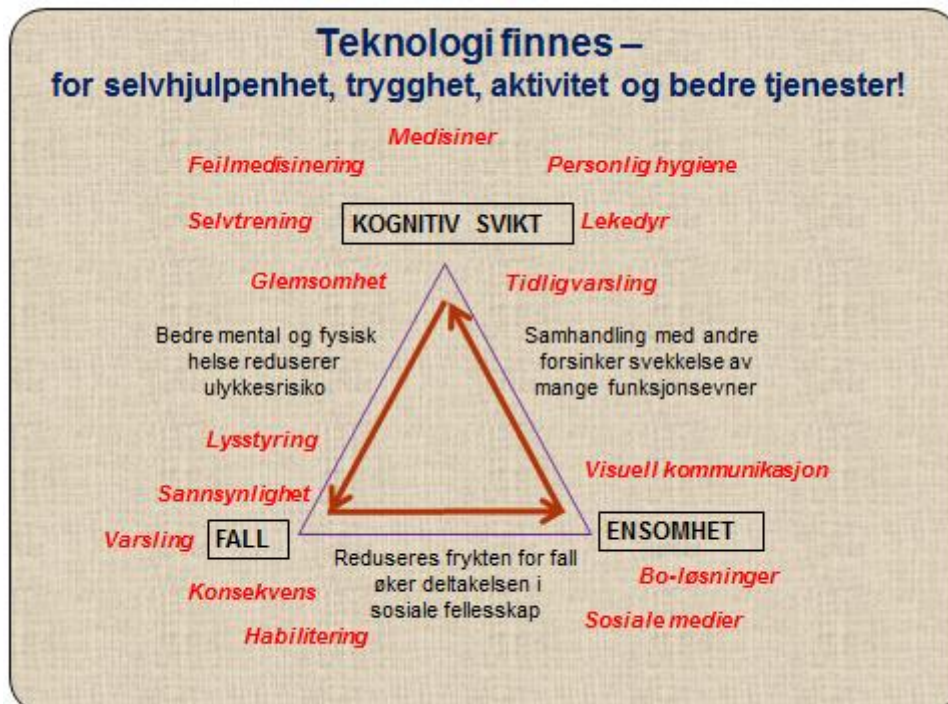 Teknologi finnes –
for selvhjulpenhet, trygghet, aktivitet og bedre tjenester!
Medisiner
Feilmedisinering
Personlig hygiene
Selvtrening
KOGNITIV SVIKT
Lekedyr
Glemsomhet
Tidligvarsling
Bedre mental og fysisk
helse reduserer
ulykkesrisiko
Samhandling med andre
forsinker svekkelse av
mange funksjonsevner
Lysstyring
Visuell kommunikasjon
Sannsynlighet
Varsling
FALL
ENSOMHET
Reduseres frykten for fall
øker deltakelsen i
sosiale fellesskap
Konsekvens
Bo-løsninger
Habilitering
Sosiale medier